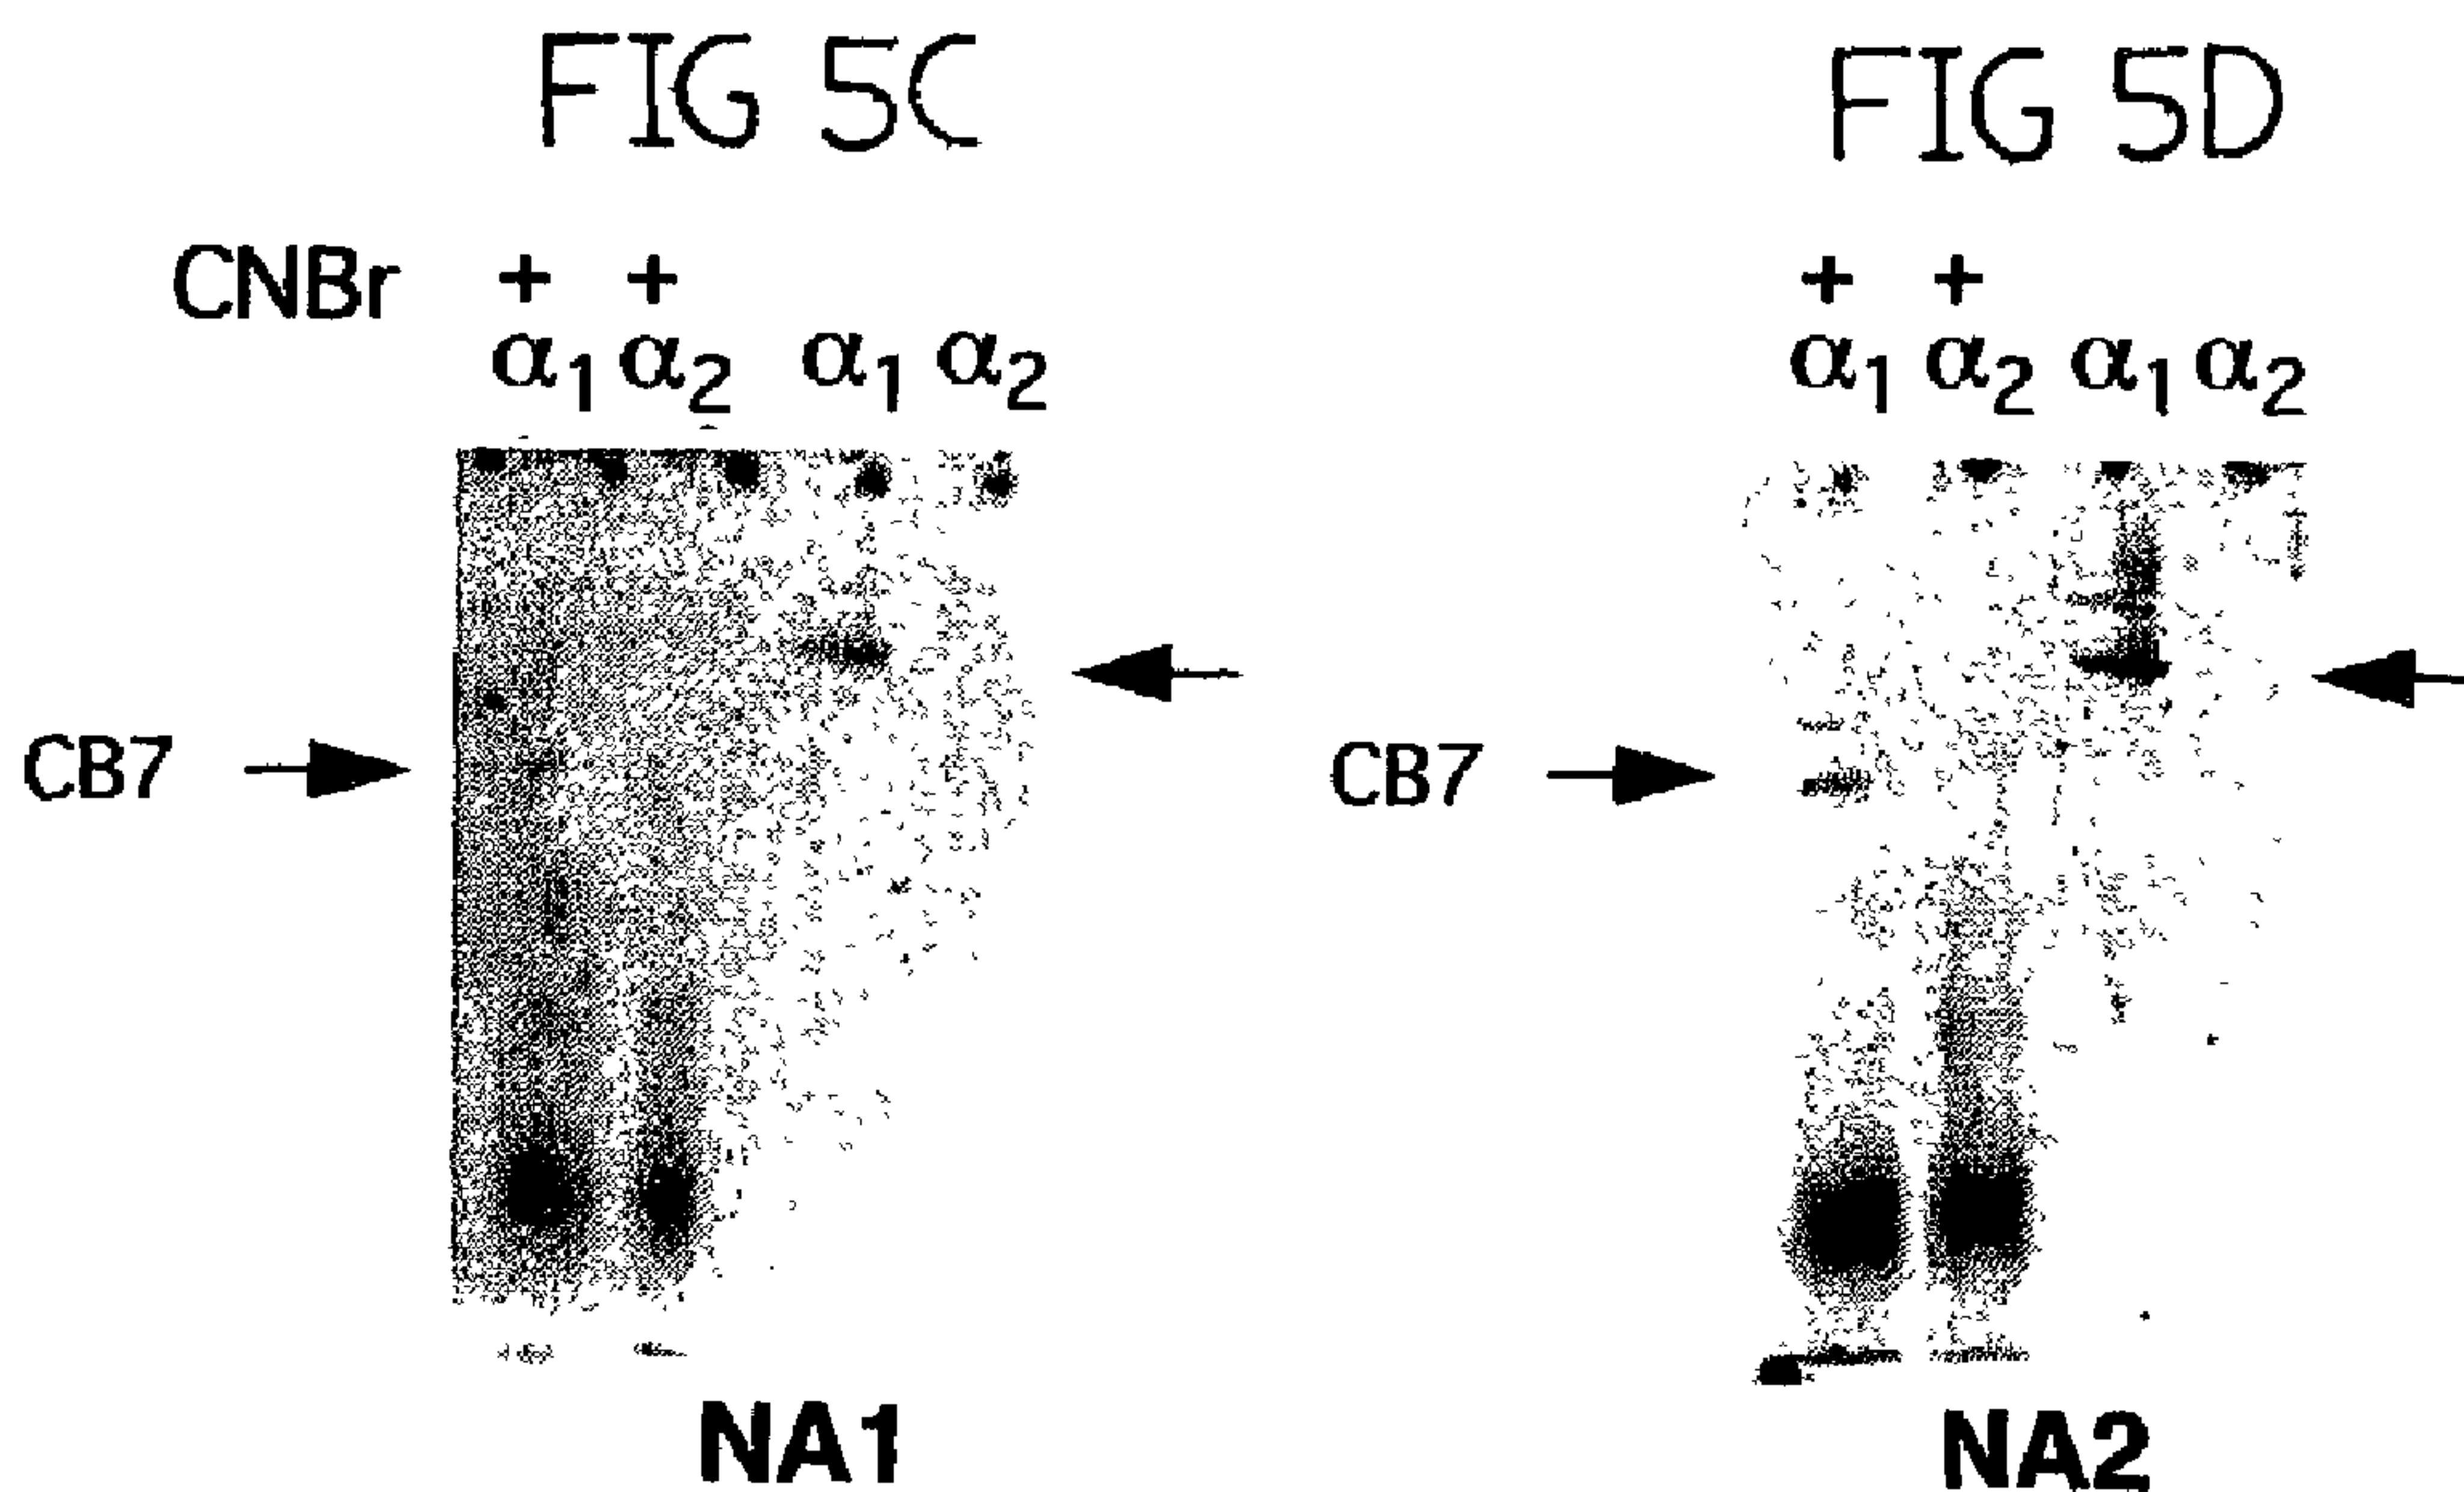 FIG 5C
FIG 5D
CNBr + +
+ +
α1 α2 α1 α2
α1 α2 α1 α2
CB7
CB7
NA1
NA2